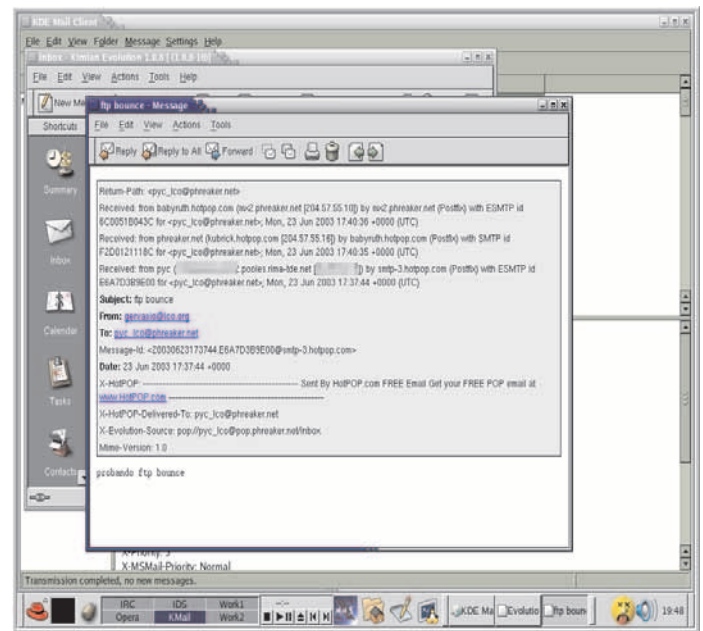 KDE Mail Client
File Edit View Folder Message Settings Help
Inbox - Ximian Evolution
File Edit View Actions Tools Help
New Me
ftp bounce - Message
Shortcuts
File Edit View Actions Tools
Reply Reply to All Forward
Summary
Inbox
Calendar
Tasks
Contacts
Return-Path: <pyc_lco@phreaker.net>
Received: from babyruth.hotpop.com (mx2.phreaker.net [204.57.55.10]) by mx2.phreaker.net (Postfix) with ESMTP id
6C0051B043C for <pyc_lco@phreaker.net>; Mon, 23 Jun 2003 17:40:36 +0000 (UTC)
Received: from phreaker.net (kubrick.hotpop.com [204.57.55.16]) by babyruth.hotpop.com (Postfix) with SMTP id
F2D0121118C for <pyc_lco@phreaker.net>; Mon, 23 Jun 2003 17:40:35 +0000 (UTC)
Received: from pyc ( .pooles.rima-tde.net [ ]) by smtp-3.hotpop.com (Postfix) with ESMTP id
E6A7D3B9E00 for <pyc_lco@phreaker.net>; Mon, 23 Jun 2003 17:37:44 +0000 (UTC)
Subject: ftp bounce
From: gervasio@lco.org
To: pyc_lco@phreaker.net
Message-Id: <20030623173744.E6A7D3B9E00@smtp-3.hotpop.com>
Date: 23 Jun 2003 17:37:44 +0000
X-HotPOP: ----------------------------------------------- Sent By HotPOP.com FREE Email Get your FREE POP email at
www.HotPOP.com -----------------------------------------------
X-HotPOP-Delivered-To: pyc_lco@phreaker.net
X-Evolution-Source: pop://pyc_lco@pop.phreaker.net/inbox
Mime-Version: 1.0
probando ftp bounce
X-Priority: 3
X-MSMail-Priority: Normal
Transmission completed, no new messages.
IRC IDS Work1
Opera KMail Work2
KDE Ma Evolutio ftp boun 19:48